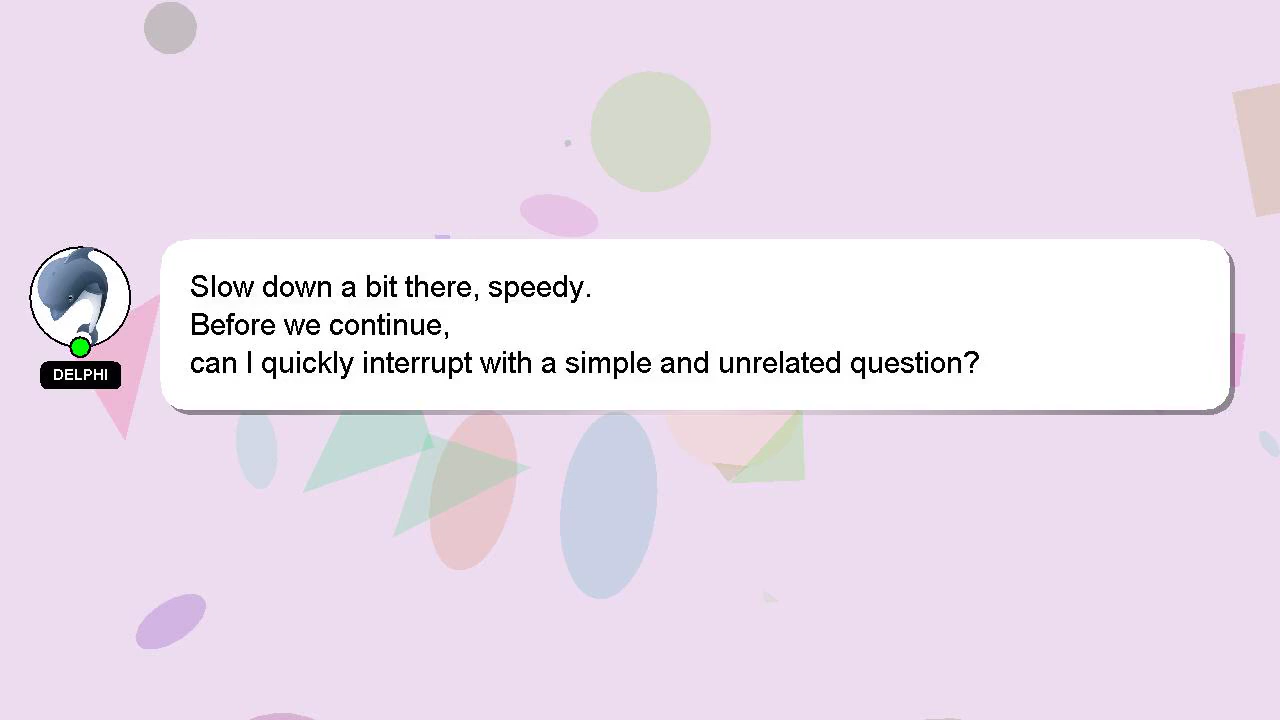 Slow down a bit there, speedy.
Before we continue,
can I quickly interrupt with a simple and unrelated question?
DELPHI